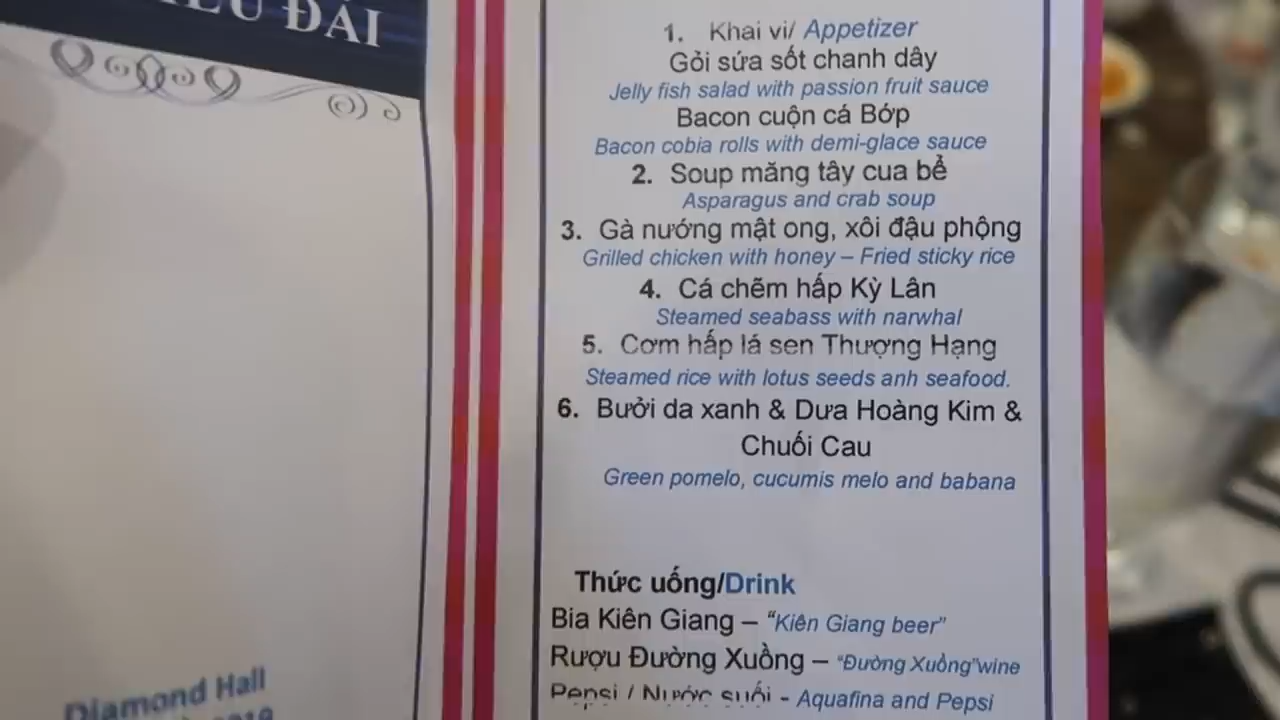 ĐÀI
Diamond Hall
1. Khai vi/ Appetizer
Gỏi sứa sốt chanh dây
Jelly fish salad with passion fruit sauce
Bacon cuộn cá Bớp
Bacon cobia rolls with demi-glace sauce
2. Soup măng tây cua bể
Asparagus and crab soup
3. Gà nướng mật ong, xôi đậu phộng
Grilled chicken with honey – Fried sticky rice
4. Cá chẽm hấp Kỳ Lân
Steamed seabass with narwhal
5. Cơm hấp lá sen Thượng Hạng
Steamed rice with lotus seeds anh seafood.
6. Bưởi da xanh & Dưa Hoàng Kim &
Chuối Cau
Green pomelo, cucumis melo and babana
Thức uống/Drink
Bia Kiên Giang – “Kiên Giang beer”
Rượu Đường Xuồng – “Đường Xuồng”wine
Pepsi / Nước suối - Aquafina and Pepsi